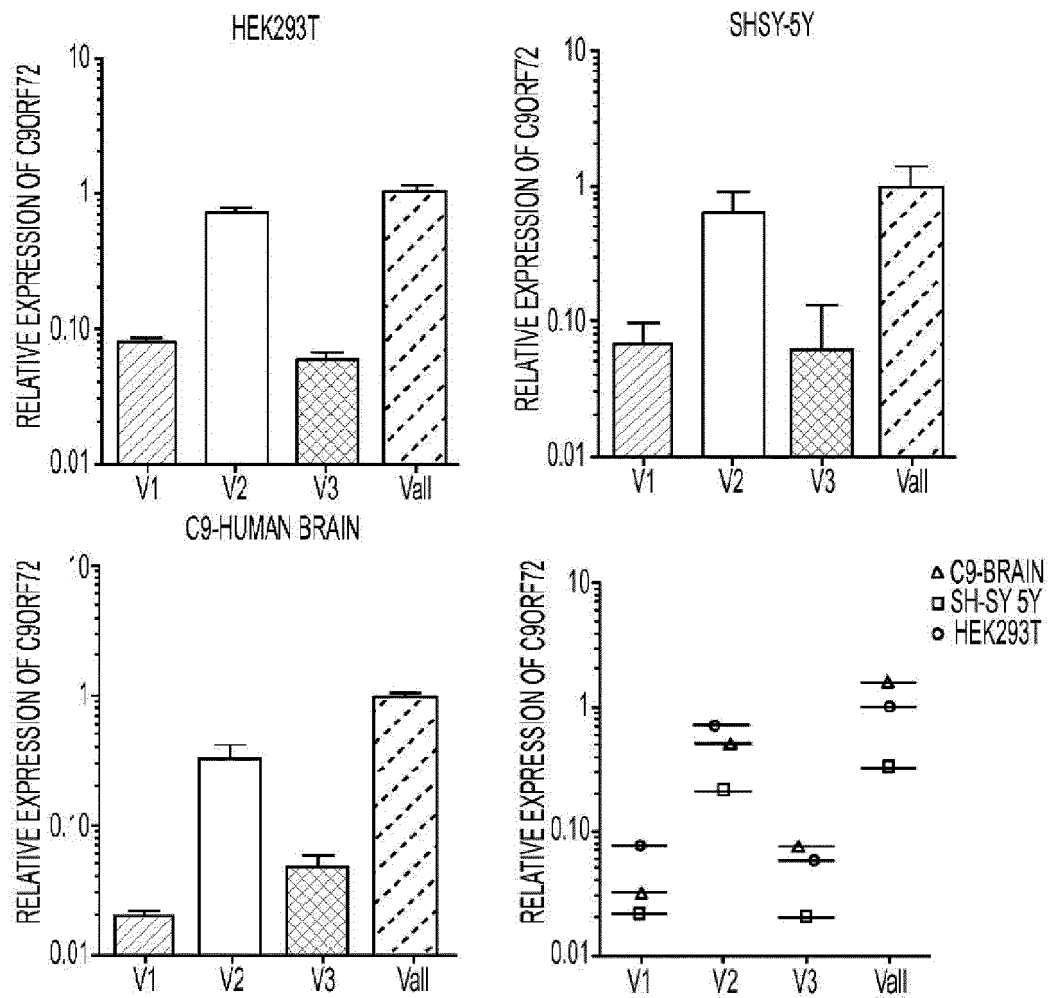 HEK293T
RELATIVE EXPRESSION OF C9ORF72
10
1
0.10
0.01
V1 V2 V3 Vall
SHSY-5Y
RELATIVE EXPRESSION OF C9ORF72
10
1
0.10
0.01
V1 V2 V3 Vall
C9-HUMAN BRAIN
RELATIVE EXPRESSION OF C9ORF72
10
1
0.10
0.01
V1 V2 V3 Vall
RELATIVE EXPRESSION OF C9ORF72
10
1
0.10
0.01
V1 V2 V3 Vall
C9-BRAIN
SH-SY 5Y
HEK293T